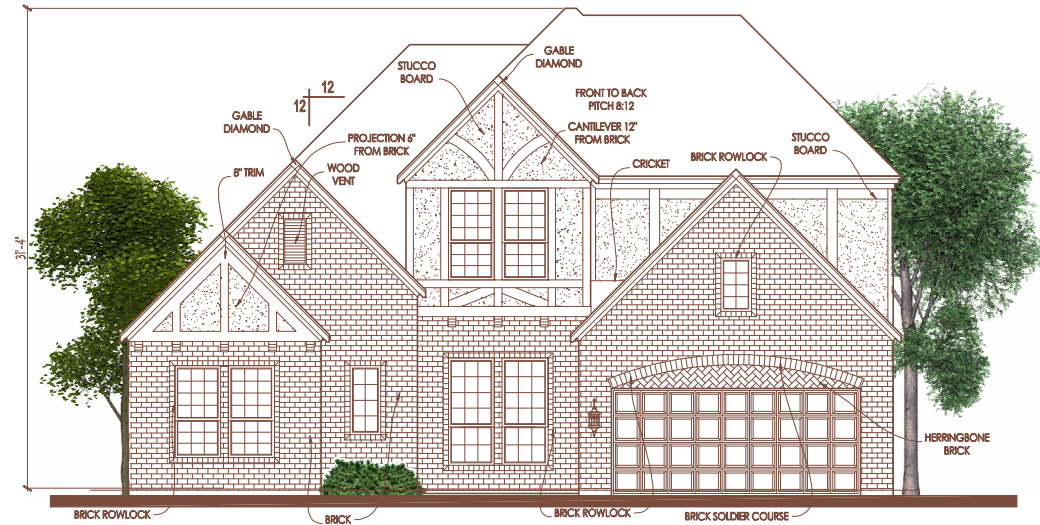 GABLE
DIAMOND
STUCCO
BOARD
12
12
FRONT TO BACK
PITCH 8:12
GABLE
DIAMOND
CANTILEVER 12"
FROM BRICK
PROJECTION 6"
FROM BRICK
STUCCO
BOARD
BRICK ROWLOCK
CRICKET
8" TRIM
WOOD
VENT
31'-4"
HERRINGBONE
BRICK
BRICK ROWLOCK
BRICK
BRICK ROWLOCK
BRICK SOLDIER COURSE